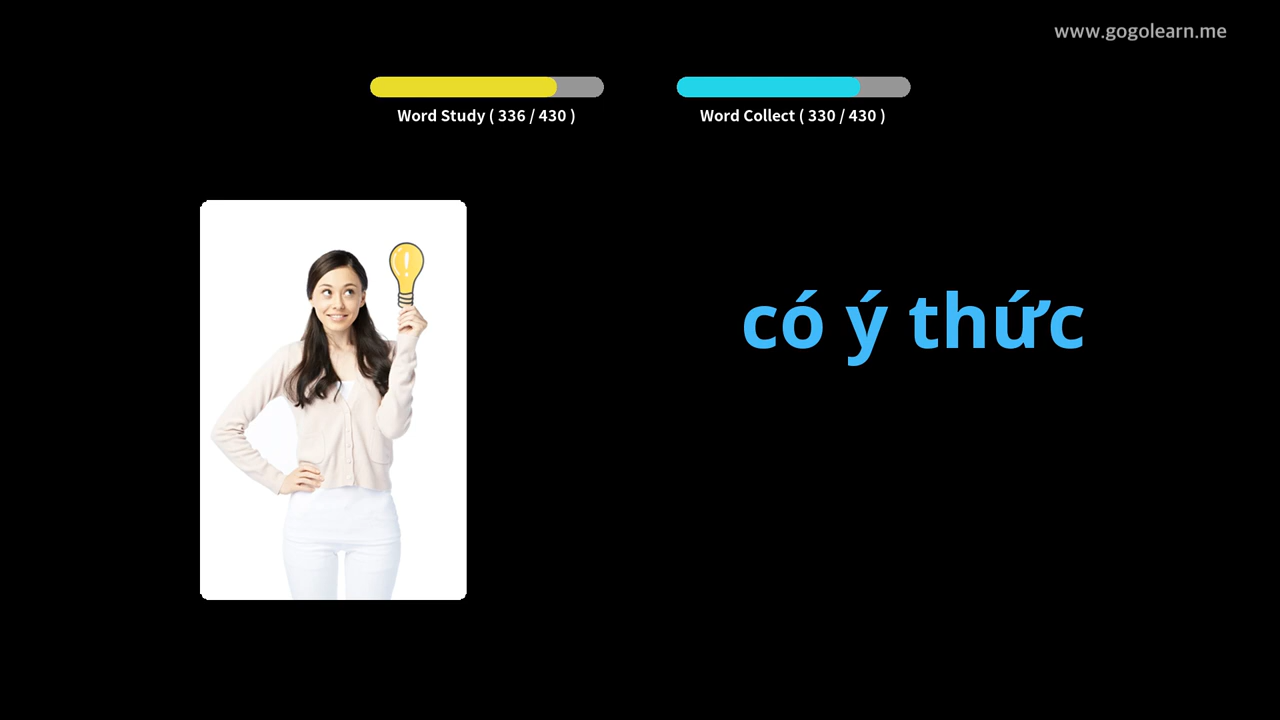 www.gogolearn.me
Word Study ( 336 / 430 )
Word Collect ( 330 / 430 )
!
có ý thức